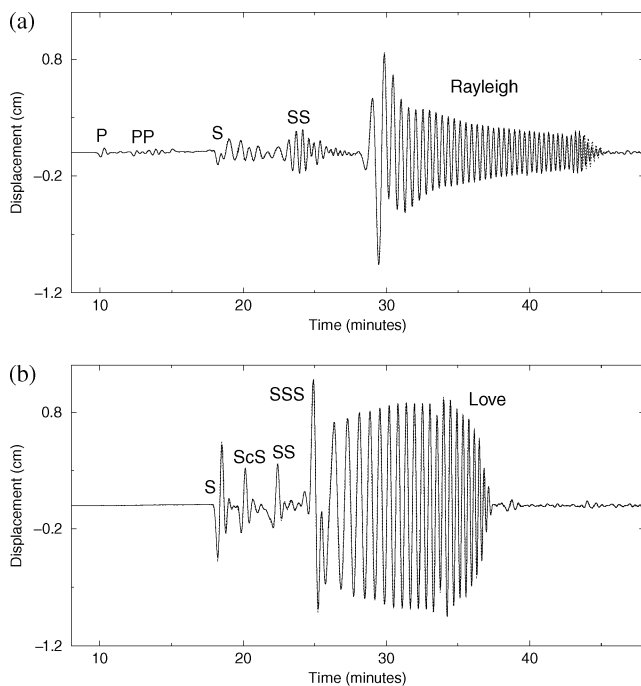 (a)
0.8
−0.2
−1.2
Displacement (cm)
P
PP
S
SS
Rayleigh
10
20
30
40
Time (minutes)
(b)
0.8
−0.2
−1.2
Displacement (cm)
S
ScS
SS
SSS
Love
10
20
30
40
Time (minutes)